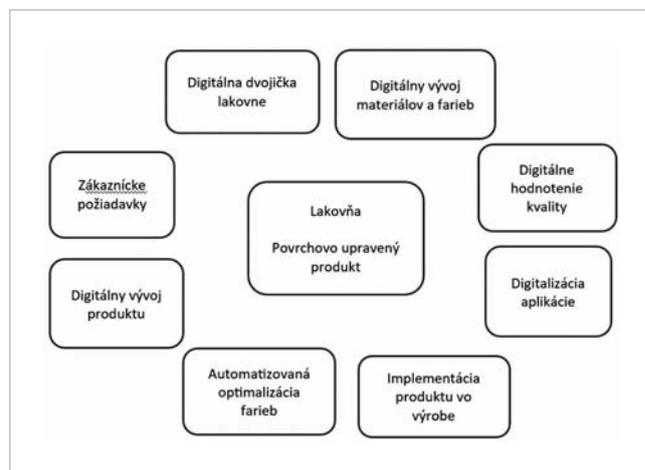 Digitálna dvojička
lakovne
Digitálny vývoj
materiálov a farieb
Zákaznícke
požiadavky
Digitálne
hodnotenie
kvality
Lakovňa
Povrchovo upravený
produkt
Digitálny vývoj
produktu
Digitalizácia
aplikácie
Automatizovaná
optimalizácia
farieb
Implementácia
produktu vo
výrobe